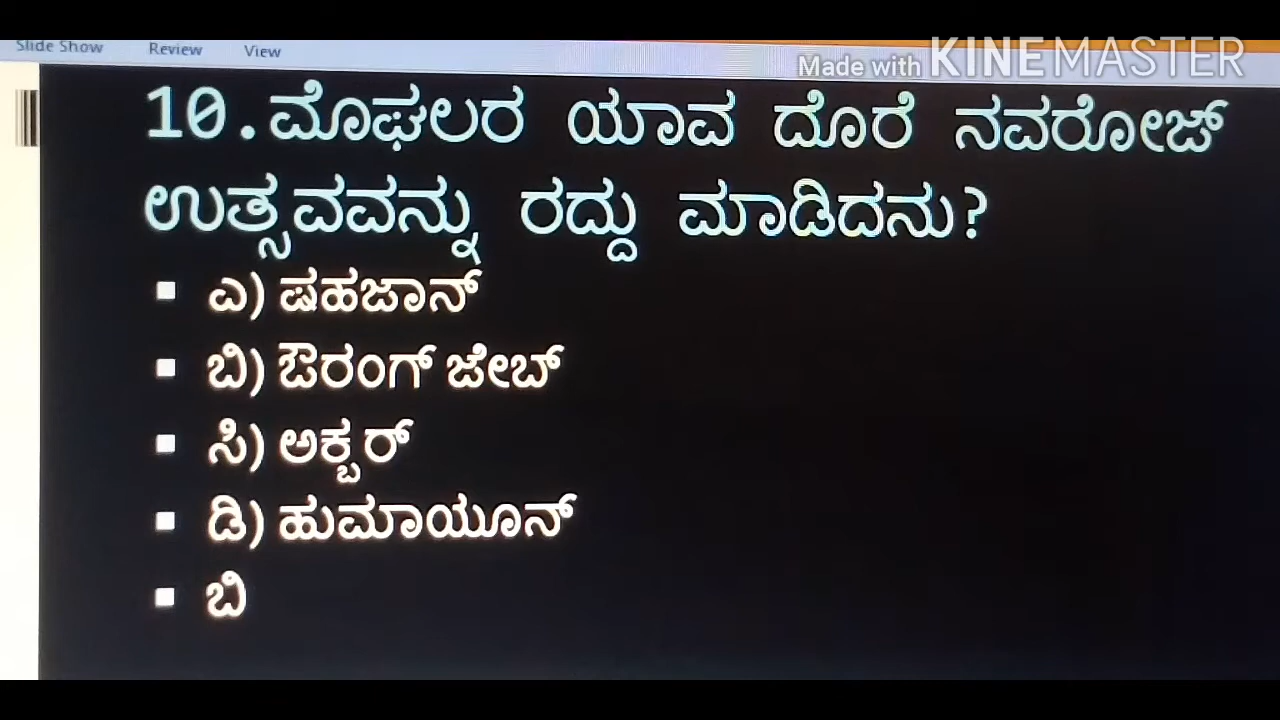 Slide Show Review View
Made with KINEMASTER
10.ಮೊಘಲರ ಯಾವ ದೊರೆ ನವರೋಜ್
ಉತ್ಸವವನ್ನು ರದ್ದು ಮಾಡಿದನು?
▪ ಎ) ಷಹಜಾನ್
▪ ಬಿ) ಔರಂಗ್ ಜೇಬ್
▪ ಸಿ) ಅಕ್ಬರ್
▪ ಡಿ) ಹುಮಾಯೂನ್
▪ ಬಿ